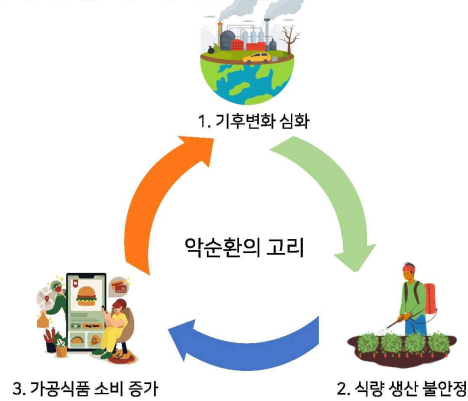 1. 기후변화 심화
악순환의 고리
3. 가공식품 소비 증가
2. 식량 생산 불안정